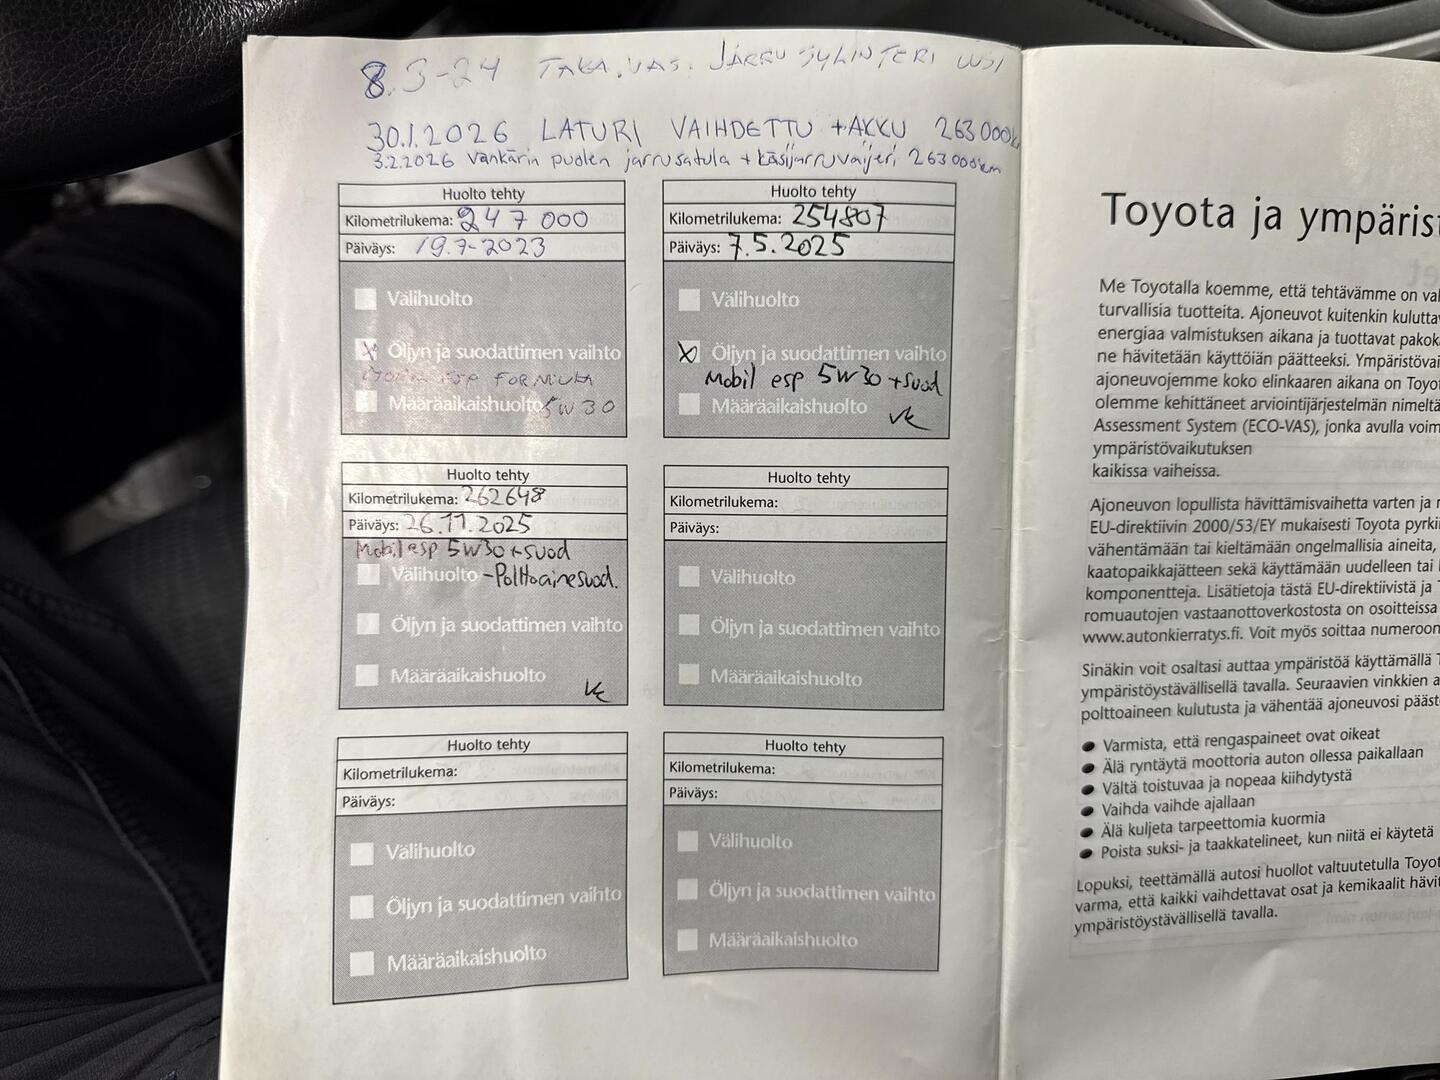 8.3-24 TAKA.VAS. JARRU SYLINTERI UUSI
30.1.2026 LATURI VAIHDETTU +AKKU 263 000k
3.2.2026 Vänkärin puolen jarrusatula + käsijarruvaijeri 263 000km
Huolto tehty
Kilometrilukema: 247 000
Päiväys: 19.7-2023
Välihuolto
x Öljyn ja suodattimen vaihto
ESP FORMULA
Määräaikaishuolto 5W30
Huolto tehty
Kilometrilukema: 254807
Päiväys: 7.5.2025
Välihuolto
x Öljyn ja suodattimen vaihto
Mobil esp 5W30 +suod
Määräaikaishuolto
VK
Huolto tehty
Kilometrilukema: 262648
Päiväys: 26.11.2025
Mobil esp 5W30 +suod
Välihuolto -Polttoainesuod.
Öljyn ja suodattimen vaihto
Määräaikaishuolto
VK
Huolto tehty
Kilometrilukema:
Päiväys:
Välihuolto
Öljyn ja suodattimen vaihto
Määräaikaishuolto
Huolto tehty
Kilometrilukema:
Päiväys:
Välihuolto
Öljyn ja suodattimen vaihto
Määräaikaishuolto
Huolto tehty
Kilometrilukema:
Päiväys:
Välihuolto
Öljyn ja suodattimen vaihto
Määräaikaishuolto
Toyota ja ympärist
Me Toyotalla koemme, että tehtävämme on val
turvallisia tuotteita. Ajoneuvot kuitenkin kulutta
energiaa valmistuksen aikana ja tuottavat pakoka
ne hävitetään käyttöiän päätteeksi. Ympäristövai
ajoneuvojemme koko elinkaaren aikana on Toyot
olemme kehittäneet arviointijärjestelmän nimeltä
Assessment System (ECO-VAS), jonka avulla voim
ympäristövaikutuksen
kaikissa vaiheissa.
Ajoneuvon lopullista hävittämisvaihetta varten ja
EU-direktiivin 2000/53/EY mukaisesti Toyota pyrki
vähentämään tai kieltämään ongelmallisia aineita,
kaatopaikkajätteen sekä käyttämään uudelleen tai
komponentteja. Lisätietoja tästä EU-direktiivistä ja
romuautojen vastaanottoverkostosta on osoitteissa
www.autonkierratys.fi. Voit myös soittaa numeroon
Sinäkin voit osaltasi auttaa ympäristöä käyttämällä T
ympäristöystävällisellä tavalla. Seuraavien vinkkien a
polttoaineen kulutusta ja vähentää ajoneuvosi pääst
● Varmista, että rengaspaineet ovat oikeat
● Älä ryntäytä moottoria auton ollessa paikallaan
● Vältä toistuvaa ja nopeaa kiihdytystä
● Vaihda vaihde ajallaan
● Älä kuljeta tarpeettomia kuormia
● Poista suksi- ja taakkatelineet, kun niitä ei käytetä
Lopuksi, teettämällä autosi huollot valtuutetulla Toyot
varma, että kaikki vaihdettavat osat ja kemikaalit hävit
ympäristöystävällisellä tavalla.